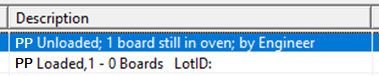 Description
PP Unloaded; 1 board still in oven; by Engineer
PP Loaded,1 - 0 Boards   LotID: